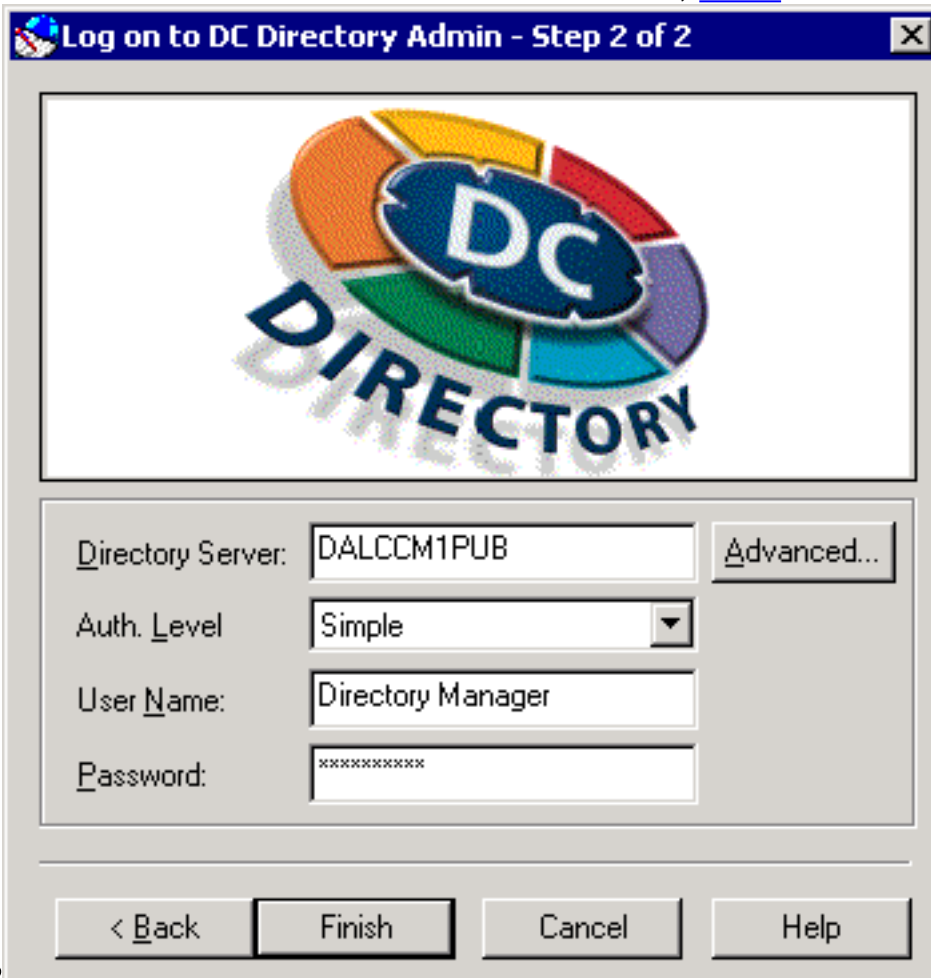 Log on to DC Directory Admin - Step 2 of 2
DC
DIRECTORY
Directory Server: DALCCM1PUB Advanced...
Auth. Level Simple
User Name: Directory Manager
Password: **********
< Back Finish Cancel Help